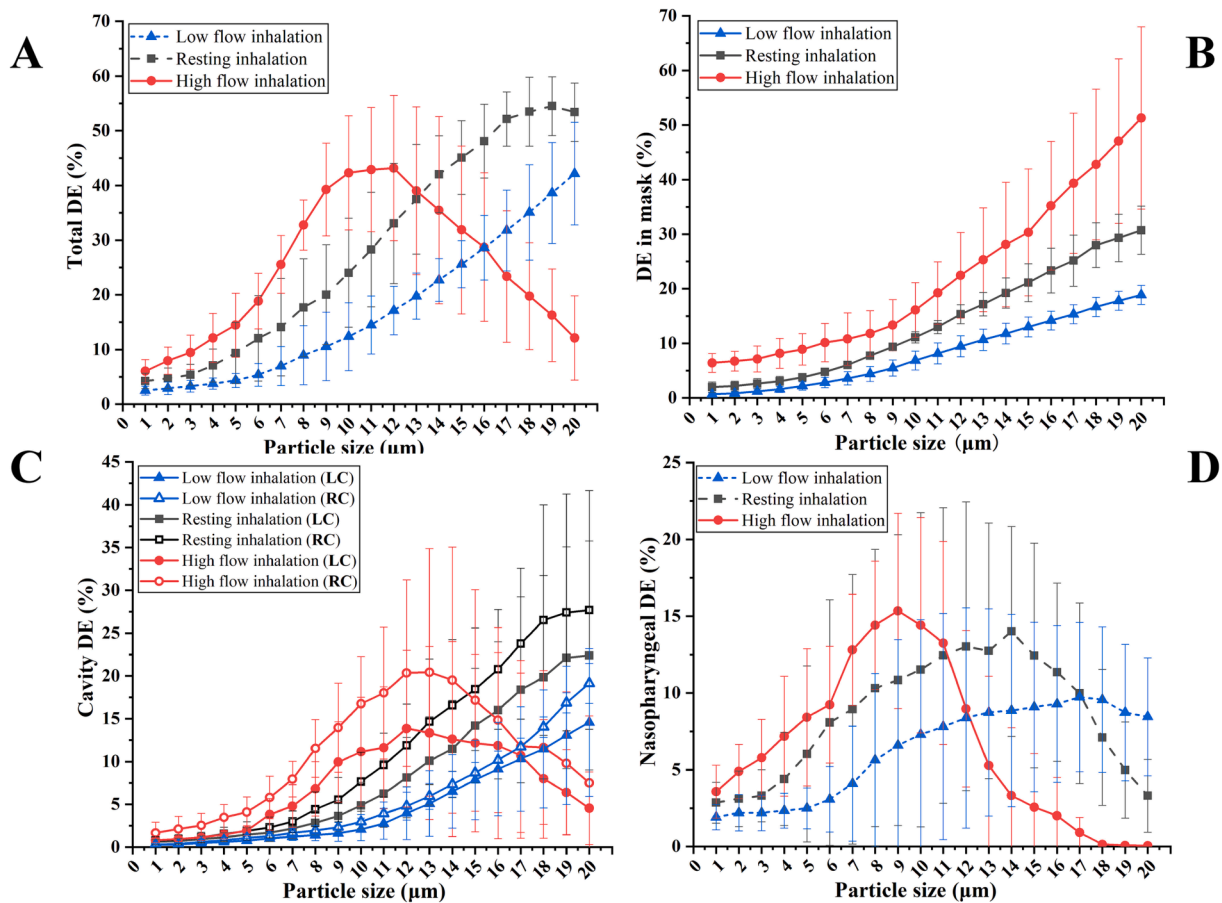 A
Total DE (%)
70
60
50
40
30
20
10
0
Low flow inhalation
Resting inhalation
High flow inhalation
0 1 2 3 4 5 6 7 8 9 10 11 12 13 14 15 16 17 18 19 20
Particle size (μm)
B
DE in mask (%)
70
60
50
40
30
20
10
0
Low flow inhalation
Resting inhalation
High flow inhalation
0 1 2 3 4 5 6 7 8 9 10 11 12 13 14 15 16 17 18 19 20
Particle size（μm）
C
Cavity DE (%)
45
40
35
30
25
20
15
10
5
0
Low flow inhalation (LC)
Low flow inhalation (RC)
Resting inhalation (LC)
Resting inhalation (RC)
High flow inhalation (LC)
High flow inhalation (RC)
0 1 2 3 4 5 6 7 8 9 10 11 12 13 14 15 16 17 18 19 20
Particle size (μm)
D
Nasopharyngeal DE (%)
25
20
15
10
5
0
Low flow inhalation
Resting inhalation
High flow inhalation
0 1 2 3 4 5 6 7 8 9 10 11 12 13 14 15 16 17 18 19 20
Particle size (μm)